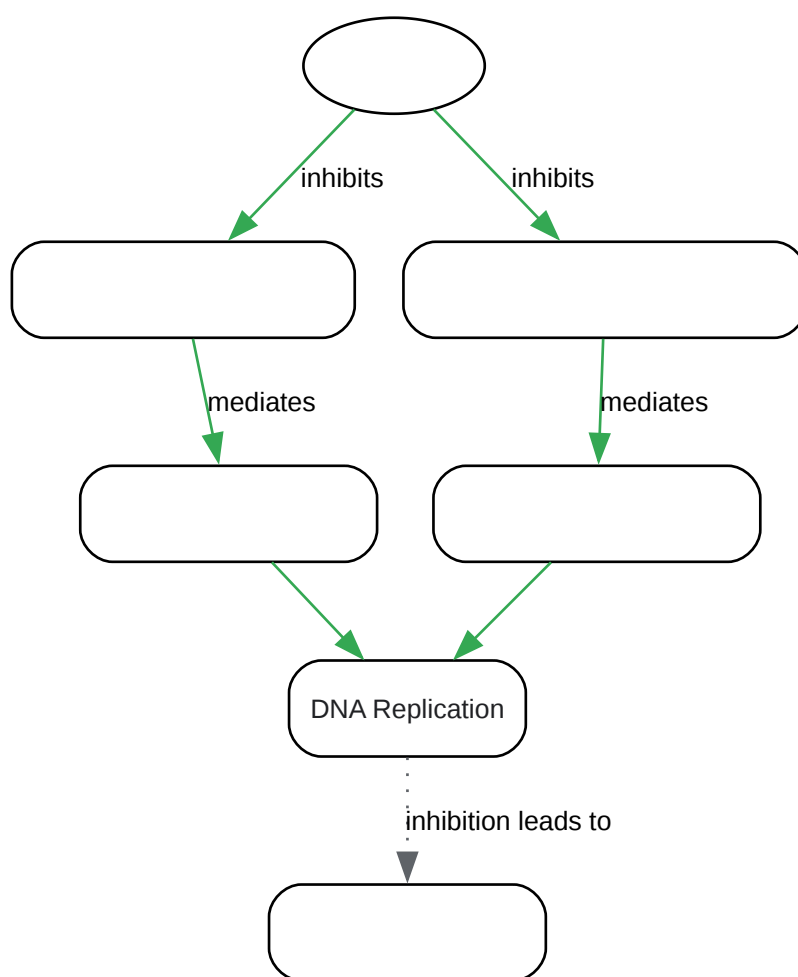 inhibits
inhibits
mediates
mediates
DNA Replication
inhibition leads to